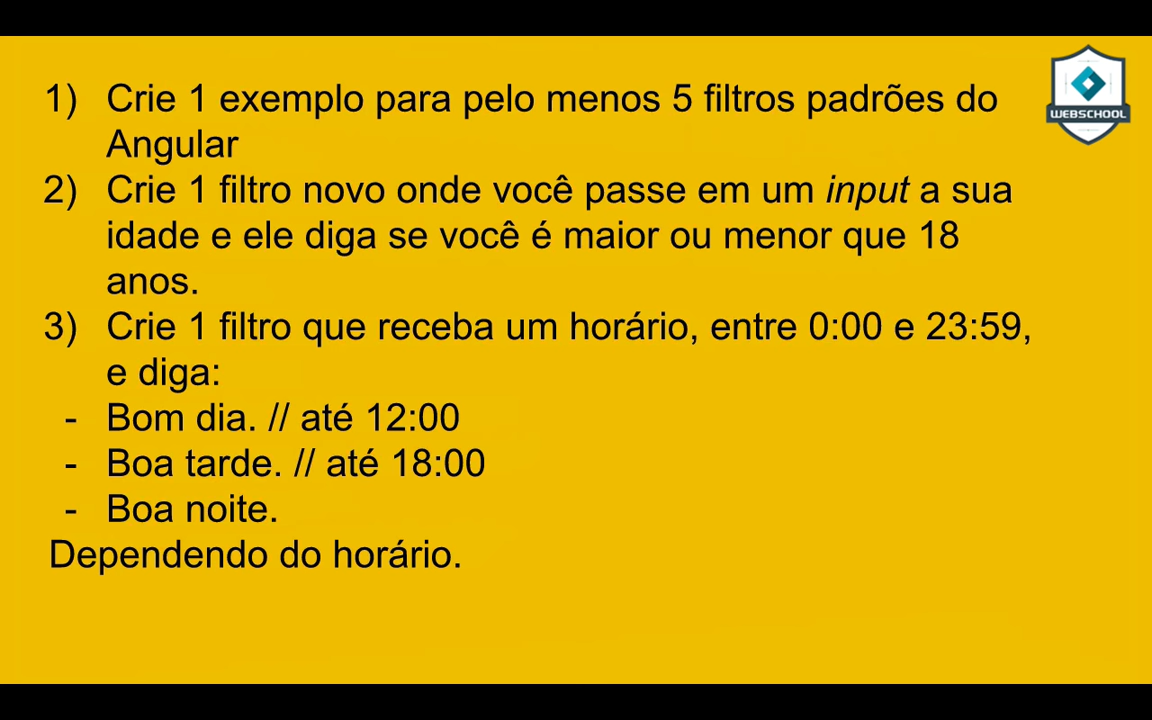 1) Crie 1 exemplo para pelo menos 5 filtros padrões do
Angular
2) Crie 1 filtro novo onde você passe em um input a sua
idade e ele diga se você é maior ou menor que 18
anos.
3) Crie 1 filtro que receba um horário, entre 0:00 e 23:59,
e diga:
- Bom dia. // até 12:00
- Boa tarde. // até 18:00
- Boa noite.
Dependendo do horário.
WEBSCHOOL